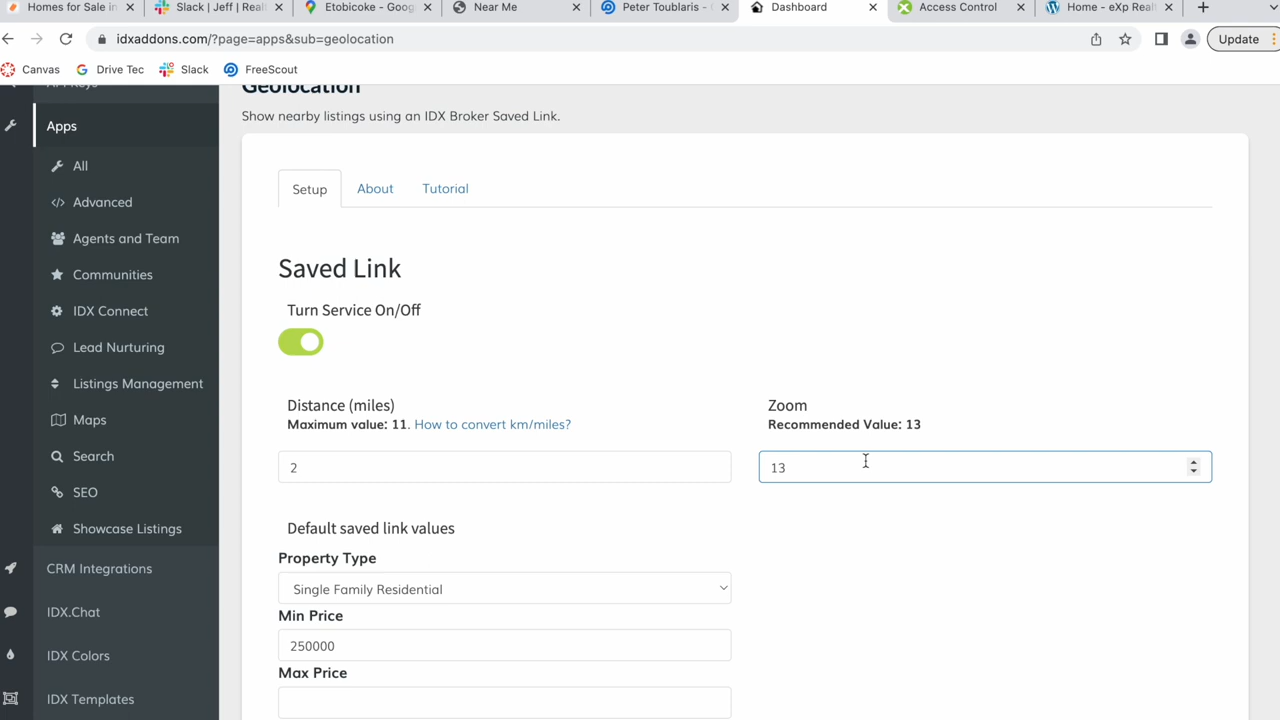 Homes for Sale in
Slack | Jeff | Real
Etobicoke - Goog
Near Me
Peter Toublaris -
Dashboard
Access Control
Home - eXp Realt
idxaddons.com/?page=apps&sub=geolocation
Update
Canvas
Drive Tec
Slack
FreeScout
API Keys
Apps
All
Advanced
Agents and Team
Communities
IDX Connect
Lead Nurturing
Listings Management
Maps
Search
SEO
Showcase Listings
CRM Integrations
IDX.Chat
IDX Colors
IDX Templates
Geolocation
Show nearby listings using an IDX Broker Saved Link.
Setup
About
Tutorial
Saved Link
Turn Service On/Off
Distance (miles)
Maximum value: 11. How to convert km/miles?
2
Zoom
Recommended Value: 13
13
Default saved link values
Property Type
Single Family Residential
Min Price
250000
Max Price